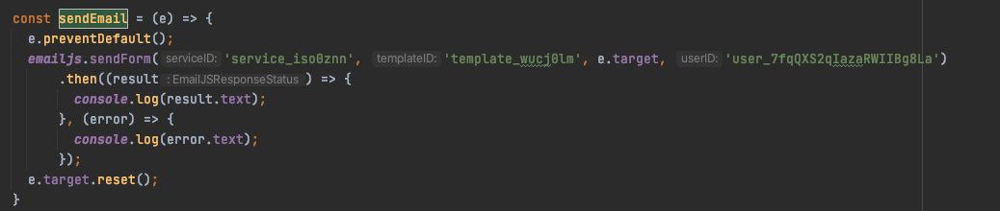 const sendEmail = (e) => {
e.preventDefault();
emailjs.sendForm( serviceID: 'service_iso0znn', templateID: 'template_wucj0lm', e.target, userID: 'user_7fqQXS2qIazaRWIIBg8La')
.then((result : EmailJSResponseStatus ) => {
console.log(result.text);
}, (error) => {
console.log(error.text);
});
e.target.reset();
}